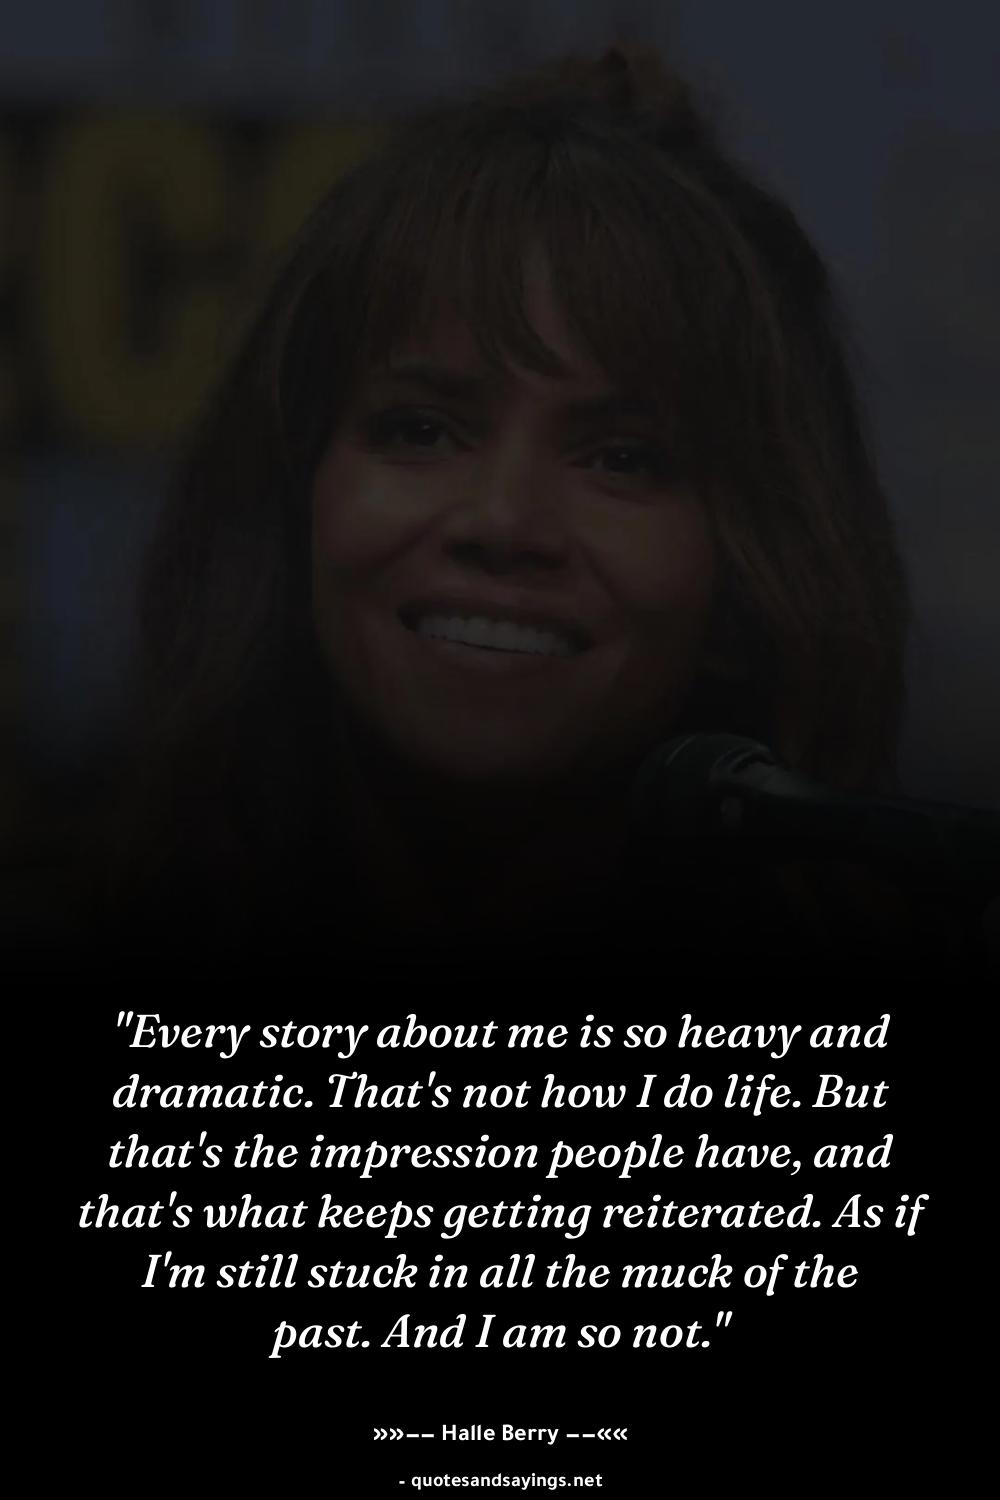 "Every story about me is so heavy and
dramatic. That's not how I do life. But
that's the impression people have, and
that's what keeps getting reiterated. As if
I'm still stuck in all the muck of the
past. And I am so not."
»»–– Halle Berry ––««
- quotesandsayings.net